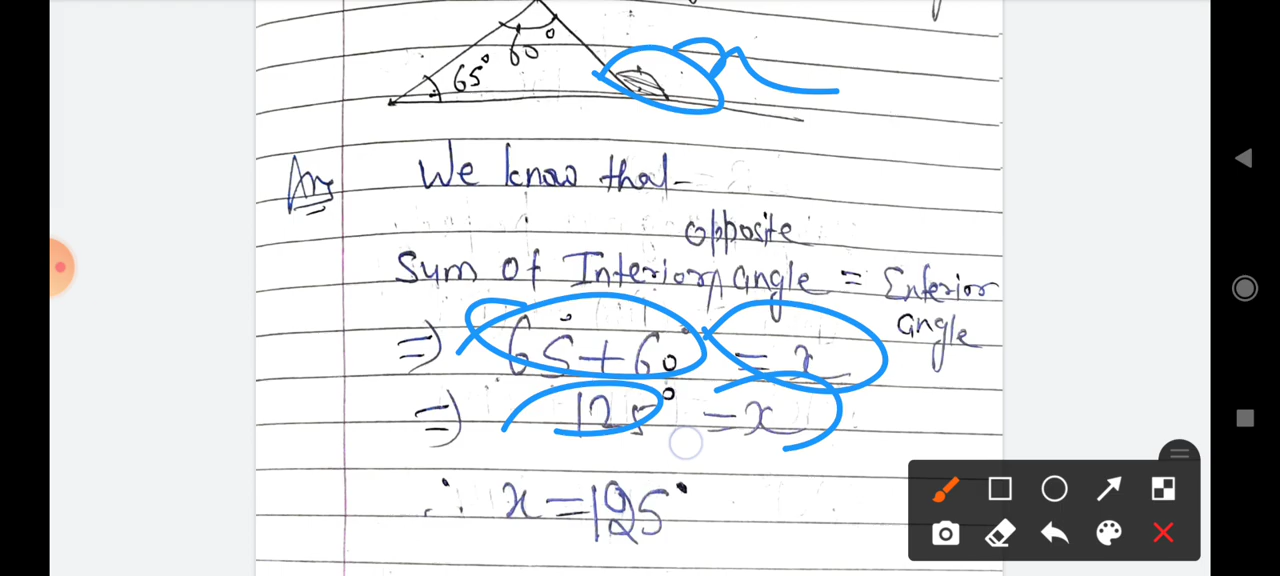 60°
65°
Ans
We know that-
opposite
Sum of Interior angle = Exterior
angle
=> 65°+60° = x
=> 125° = x
∴ x=125°